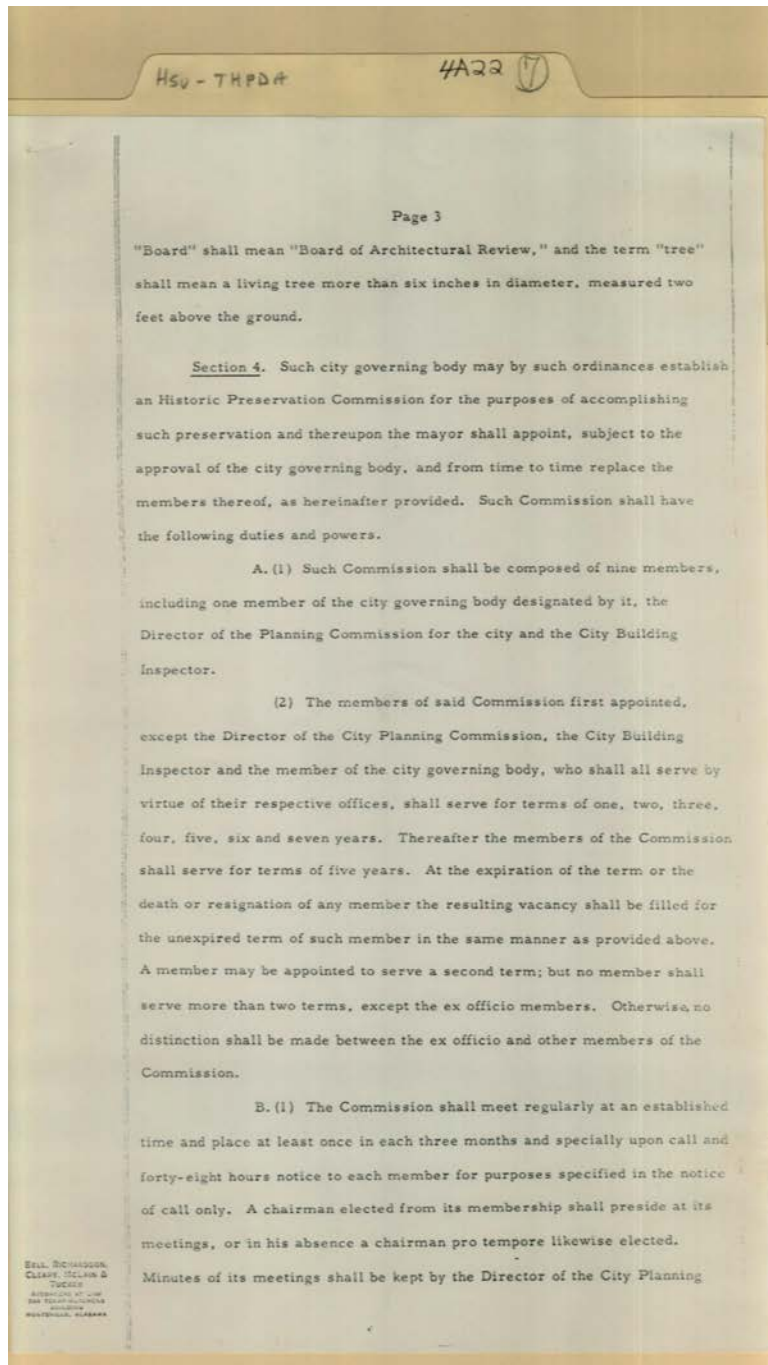 HSU - THPDA
4A22 7
Page 3
"Board" shall mean "Board of Architectural Review," and the term "tree"
shall mean a living tree more than six inches in diameter, measured two
feet above the ground.
Section 4. Such city governing body may by such ordinances establish
an Historic Preservation Commission for the purposes of accomplishing
such preservation and thereupon the mayor shall appoint, subject to the
approval of the city governing body, and from time to time replace the
members thereof, as hereinafter provided. Such Commission shall have
the following duties and powers.
A. (1) Such Commission shall be composed of nine members,
including one member of the city governing body designated by it, the
Director of the Planning Commission for the city and the City Building
Inspector.
(2) The members of said Commission first appointed,
except the Director of the City Planning Commission, the City Building
Inspector and the member of the city governing body, who shall all serve by
virtue of their respective offices, shall serve for terms of one, two, three,
four, five, six and seven years. Thereafter the members of the Commission
shall serve for terms of five years. At the expiration of the term or the
death or resignation of any member the resulting vacancy shall be filled for
the unexpired term of such member in the same manner as provided above.
A member may be appointed to serve a second term; but no member shall
serve more than two terms, except the ex officio members. Otherwise, no
distinction shall be made between the ex officio and other members of the
Commission.
B. (1) The Commission shall meet regularly at an established
time and place at least once in each three months and specially upon call and
forty-eight hours notice to each member for purposes specified in the notice
of call only. A chairman elected from its membership shall preside at its
meetings, or in his absence a chairman pro tempore likewise elected.
Minutes of its meetings shall be kept by the Director of the City Planning
BELL, RICHARDSON,
CLEARY, MCLAIN &
TUCKER
ATTORNEYS AT LAW
BUILDING
HUNTSVILLE, ALABAMA